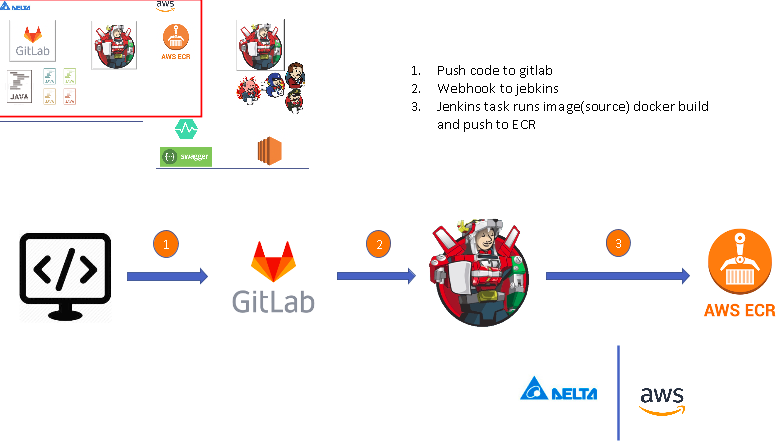 DELTA
aws
GitLab
AWS ECR
JAVA
swagger
1. Push code to gitlab
2. Webhook to jebkins
3. Jenkins task runs image(source) docker build
and push to ECR
1
2
3
GitLab
AWS ECR
DELTA
aws